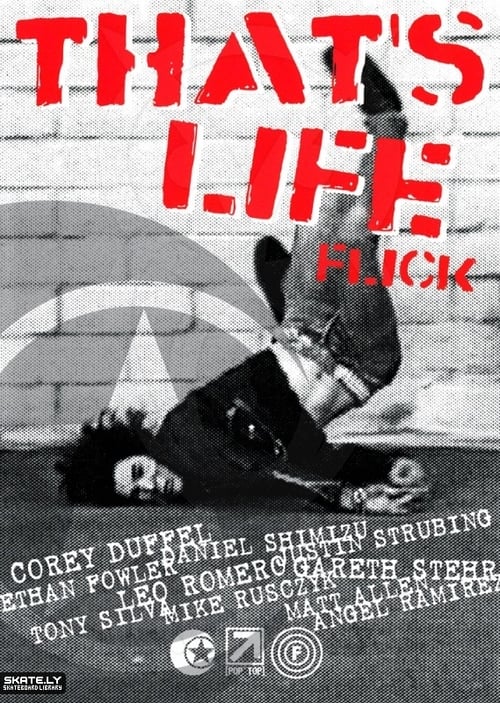 THAT'S
LIFE
FLICK
COREY DUFFEL
DANIEL SHIMIZU
JUSTIN STRUBING
ETHAN FOWLER
LEO ROMERO
GARETH STEHR
TONY SILVA
MIKE RUSCZYK
MATT ALLEN
ANGEL RAMIREZ
POP TOP
F
SKATE.LY
SKATEBOARD LIBRARY